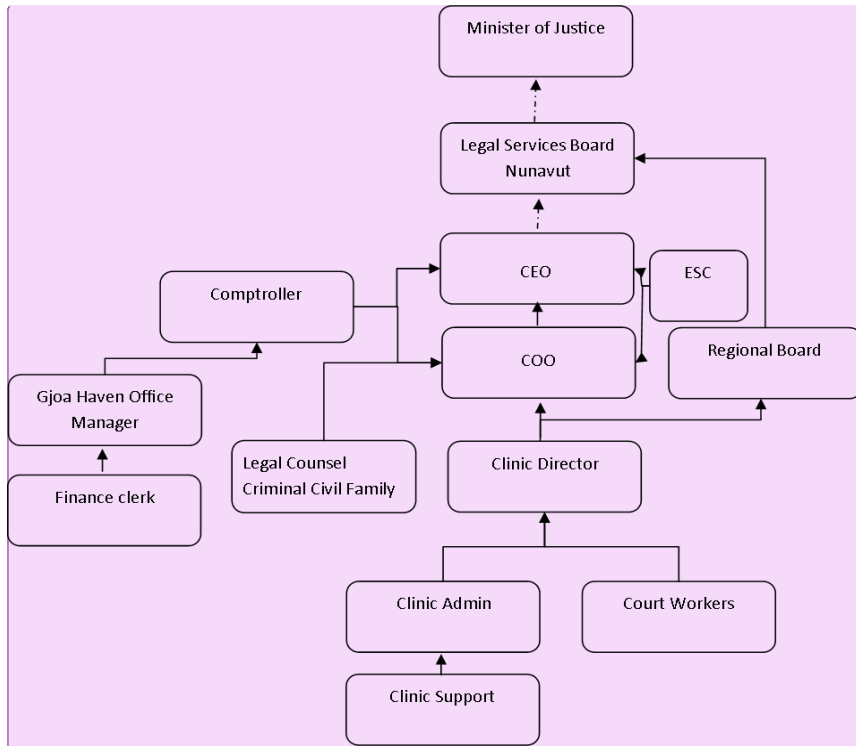 Minister of Justice
Legal Services Board
Nunavut
CEO
ESC
Comptroller
COO
Regional Board
Gjoa Haven Office
Manager
Legal Counsel
Criminal Civil Family
Clinic Director
Finance clerk
Clinic Admin
Court Workers
Clinic Support